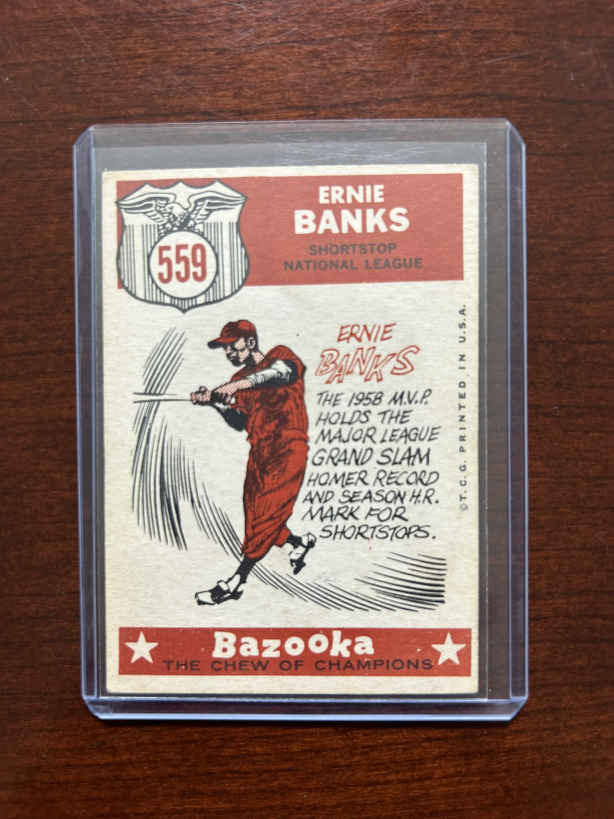 ERNIE
BANKS
SHORTSTOP
NATIONAL LEAGUE
559
ERNIE
BANKS
THE 1958 M.V.P.
HOLDS THE
MAJOR LEAGUE
GRAND SLAM
HOMER RECORD
AND SEASON H.R.
MARK FOR
SHORTSTOPS.
© T.C.G. PRINTED IN U.S.A.
Bazooka
THE CHEW OF CHAMPIONS